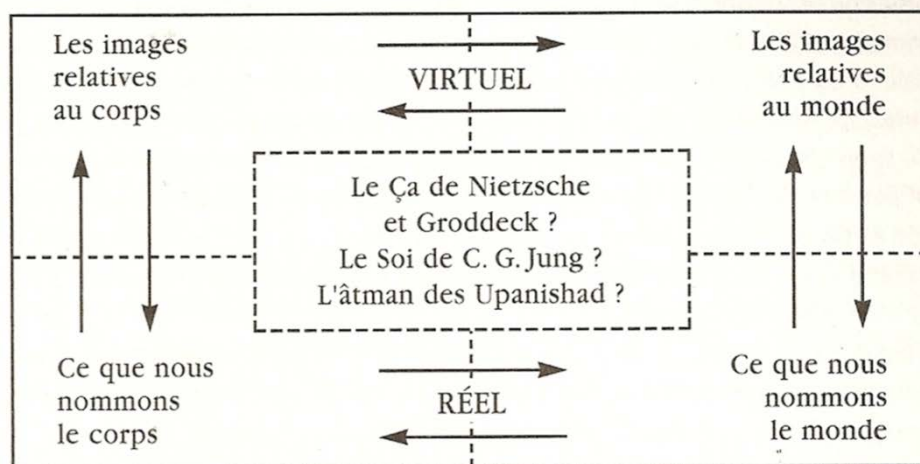 Les images
relatives
au corps
VIRTUEL
Les images
relatives
au monde
Le Ça de Nietzsche
et Groddeck ?
Le Soi de C. G. Jung ?
L'âtman des Upanishad ?
Ce que nous
nommons
le corps
RÉEL
Ce que nous
nommons
le monde